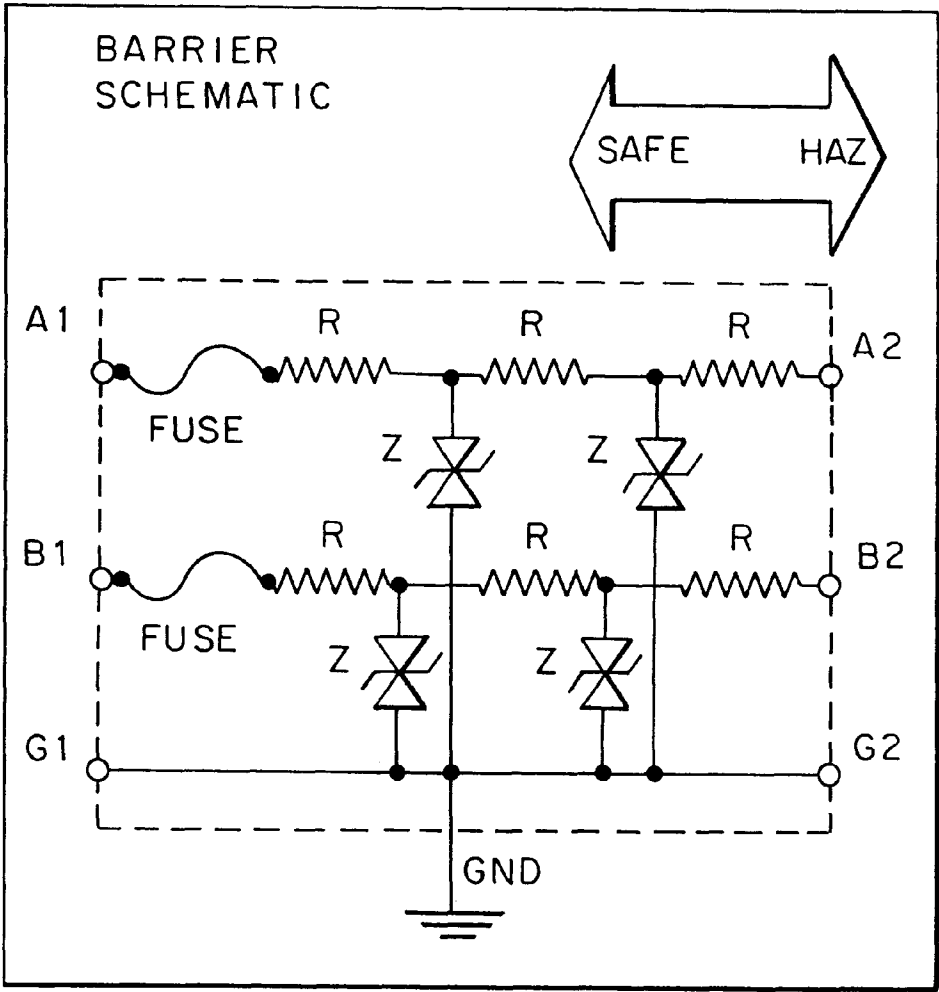 BARRIER
SCHEMATIC
SAFE HAZ
A1 R R R A2
FUSE Z Z
B1 R R R B2
FUSE Z Z
G1 G2
GND